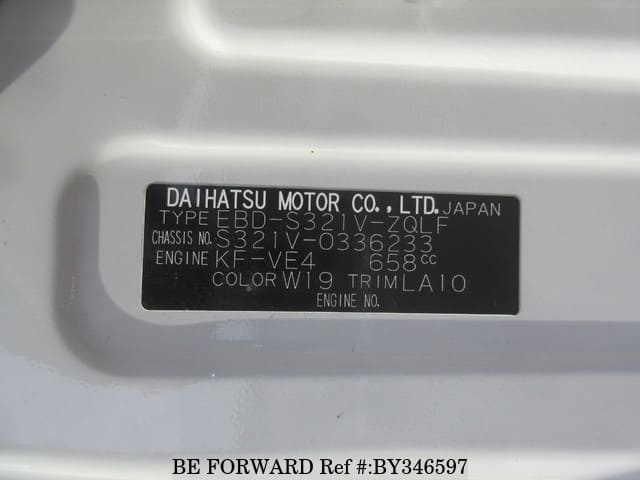 DAIHATSU MOTOR CO., LTD. JAPAN
TYPE EBD-S321V-ZQLF
CHASSIS NO. S321V-0336233
ENGINE KF-VE4 658cc
COLOR W19 TRIM LA10
ENGINE NO.
BE FORWARD Ref #:BY346597